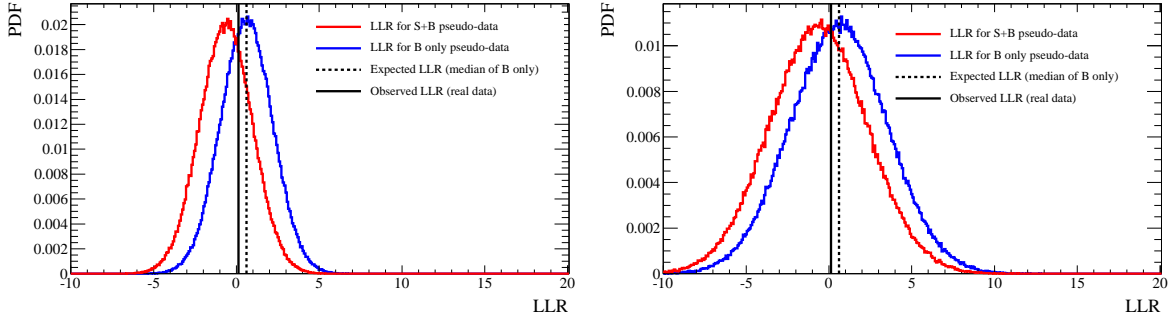 PDF
0.02
0.018
0.016
0.014
0.012
0.01
0.008
0.006
0.004
0.002
0
-10
-5
0
5
10
15
20
LLR
LLR for S+B pseudo-data
LLR for B only pseudo-data
Expected LLR (median of B only)
Observed LLR (real data)
PDF
0.01
0.008
0.006
0.004
0.002
0
-10
-5
0
5
10
15
20
LLR
LLR for S+B pseudo-data
LLR for B only pseudo-data
Expected LLR (median of B only)
Observed LLR (real data)